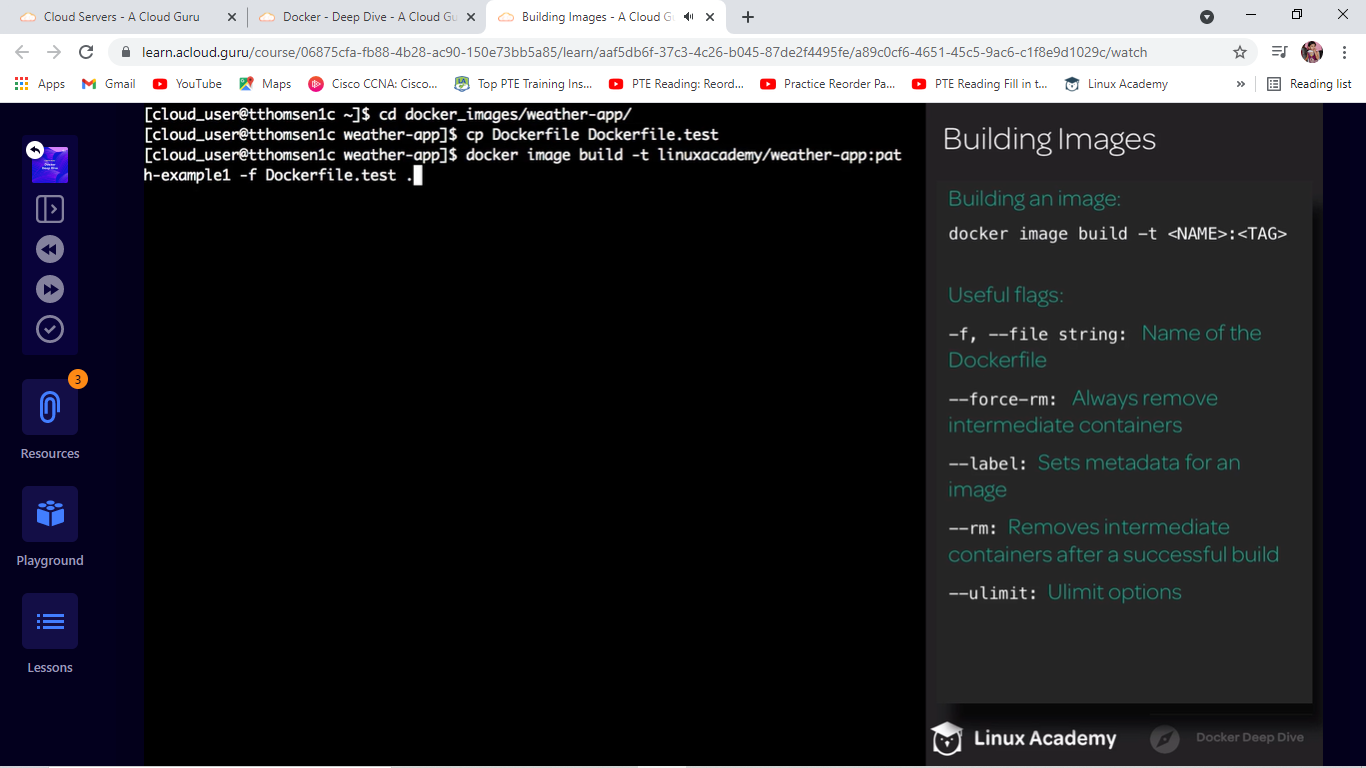 Cloud Servers - A Cloud Guru
Docker - Deep Dive - A Cloud Gu
Building Images - A Cloud G
learn.acloud.guru/course/06875cfa-fb88-4b28-ac90-150e73bb5a85/learn/aaf5db6f-37c3-4c26-b045-87de2f4495fe/a89c0cf6-4651-45c5-9ac6-c1f8e9d1029c/watch
Apps
Gmail
YouTube
Maps
Cisco CCNA: Cisco...
Top PTE Training Ins...
PTE Reading: Reord...
Practice Reorder Pa...
PTE Reading Fill in t...
Linux Academy
»
Reading list
[cloud_user@tthomsen1c ~]$ cd docker_images/weather-app/
[cloud_user@tthomsen1c weather-app]$ cp Dockerfile Dockerfile.test
[cloud_user@tthomsen1c weather-app]$ docker image build -t linuxacademy/weather-app:pat
h-example1 -f Dockerfile.test .
3
Resources
Playground
Lessons
Building Images
Building an image:
docker image build -t <NAME>:<TAG>
Useful flags:
-f, --file string: Name of the
Dockerfile
--force-rm: Always remove
intermediate containers
--label: Sets metadata for an
image
--rm: Removes intermediate
containers after a successful build
--ulimit: Ulimit options
Linux Academy
Docker Deep Dive